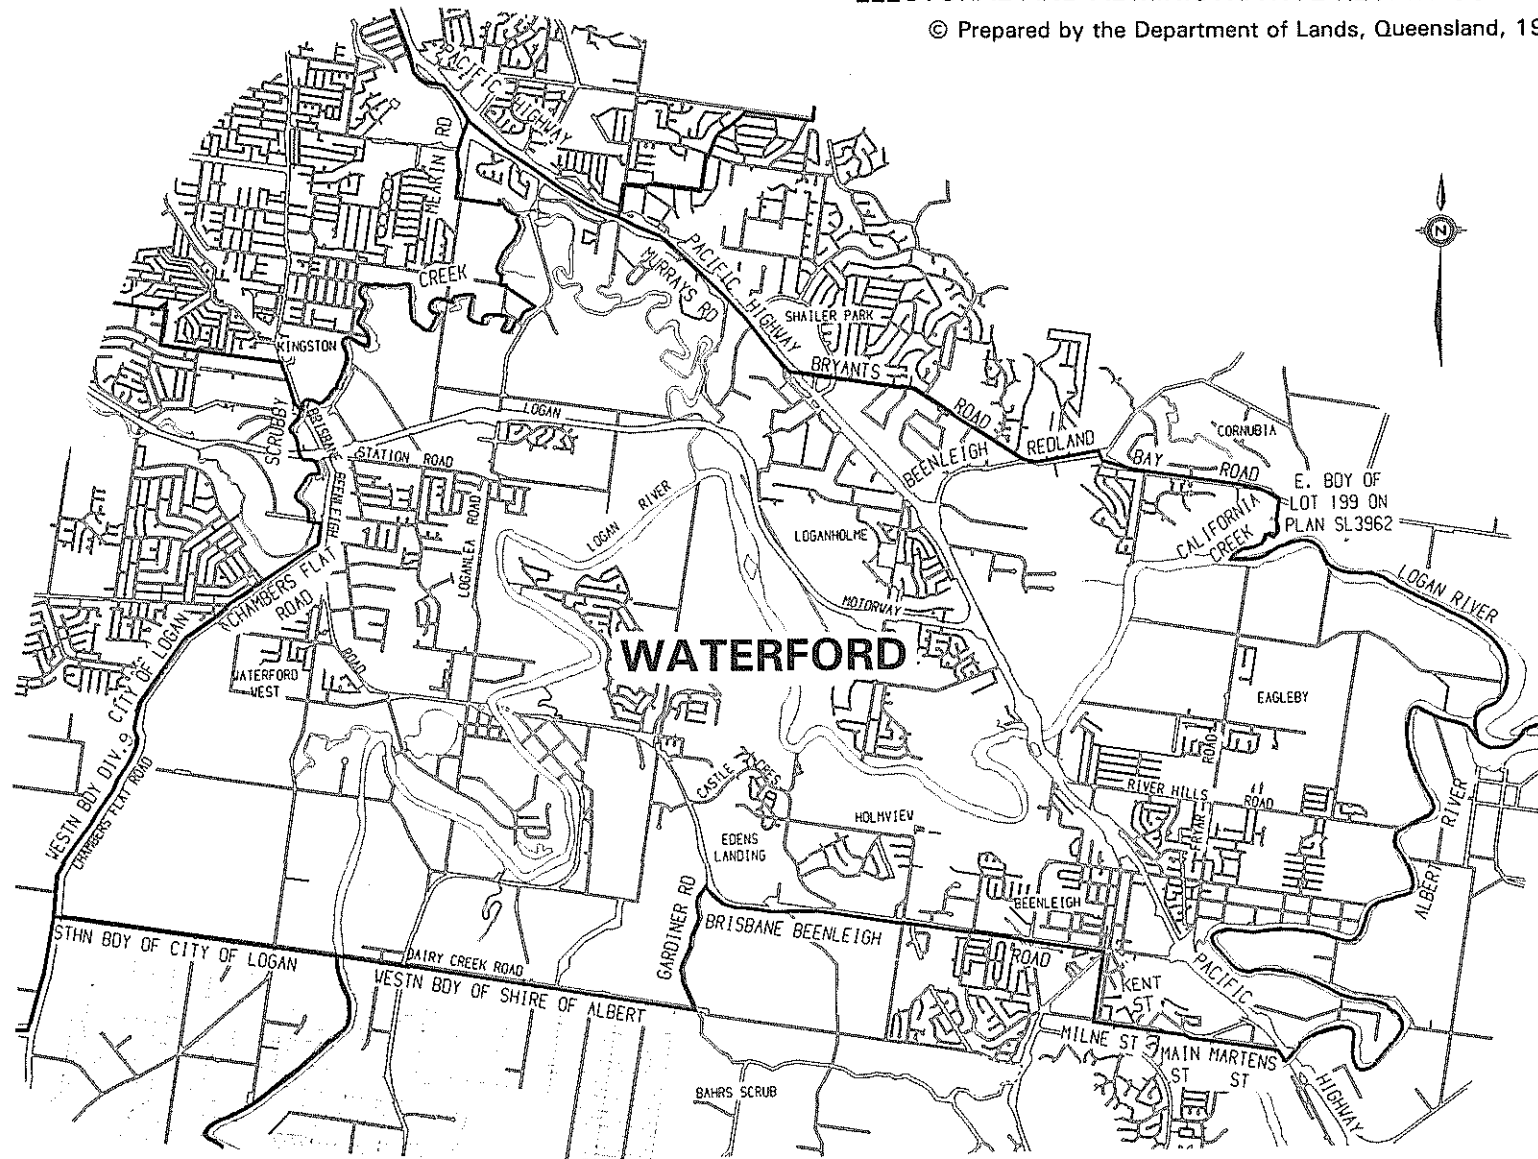 © Prepared by the Department of Lands, Queensland, 19
PACIFIC HIGHWAY
MEAKIN RD
N
CREEK
MURRAYS RD
PACIFIC HIGHWAY
SHAILER PARK
KINGSTON
BRYANTS
ROAD
SCRUBBY
BRISBANE BEENLEIGH
LOGAN
STATION ROAD
BEENLEIGH
REDLAND
BAY
ROAD
CORNUBIA
E. BDY OF
LOT 199 ON
PLAN SL3962
CALIFORNIA
CREEK
LOGAN RIVER
LOGANLEA ROAD
LOGANHOLME
LOGAN RIVER
CHAMBERS FLAT
ROAD
MOTORWAY
WATERFORD
WATERFORD
WEST
ROAD
WESTN BDY DIV.9 CITY OF LOGAN
CHAMBERS FLAT ROAD
EAGLEBY
ROAD
CASTLE CRES
RIVER HILLS
ROAD
HOLMVIEW
EDENS
LANDING
FRYAR
ALBERT RIVER
BEENLEIGH
GARDINER RD
BRISBANE BEENLEIGH
ROAD
STHN BDY OF CITY OF LOGAN
DAIRY CREEK ROAD
WESTN BDY OF SHIRE OF ALBERT
KENT
ST
PACIFIC
HIGHWAY
MILNE ST
MAIN
ST
MARTENS
ST
BAHRS SCRUB